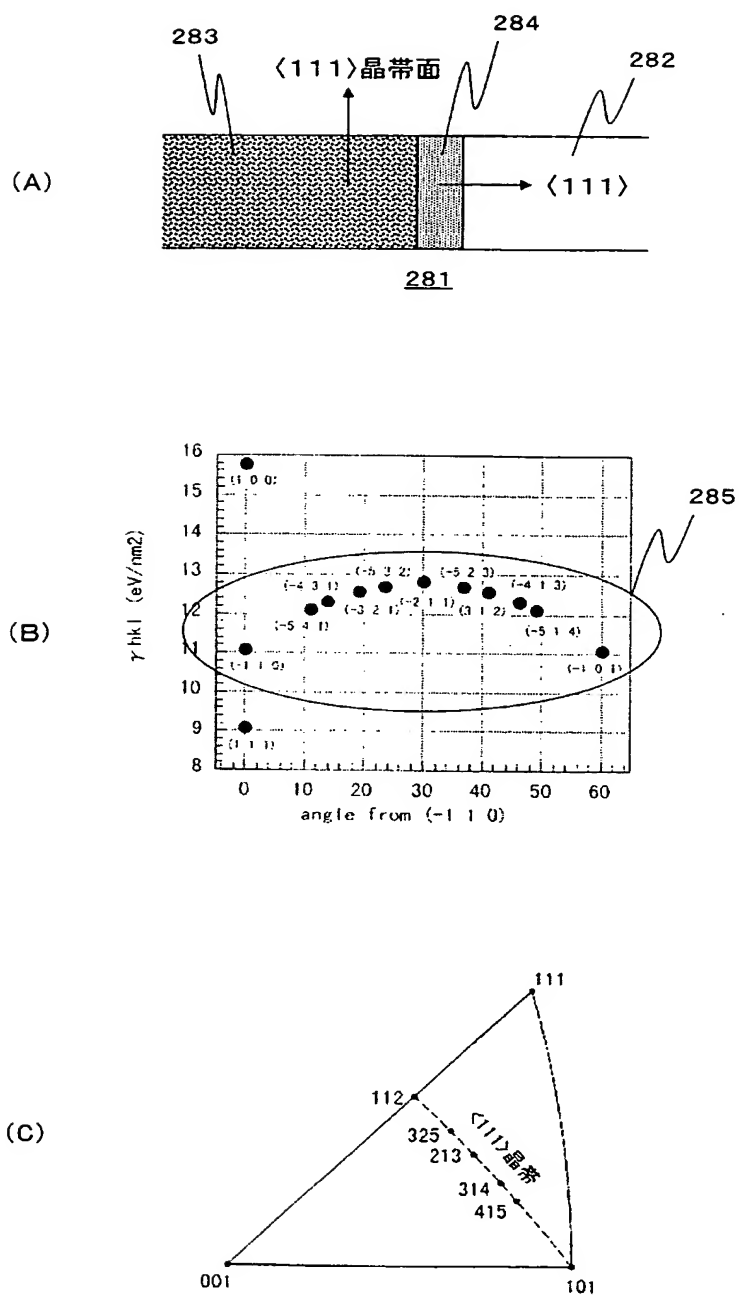 283
284
〈111〉晶帯面
282
(A)
〈111〉
281
16
15
14
13
12
11
10
9
8
γ hkl (eV/nm2)
(1 0 0)
(-5 3 2)
(-5 2 3)
(-4 3 1)
(-4 1 3)
(-3 2 1)
(-2 1 1)
(3 1 2)
(-5 4 1)
(-5 1 4)
(-1 1 0)
(-1 0 1)
(1 1 1)
285
(B)
0 10 20 30 40 50 60
angle from (-1 1 0)
111
112
〈111〉晶帯
325
213
(C)
314
415
001
101